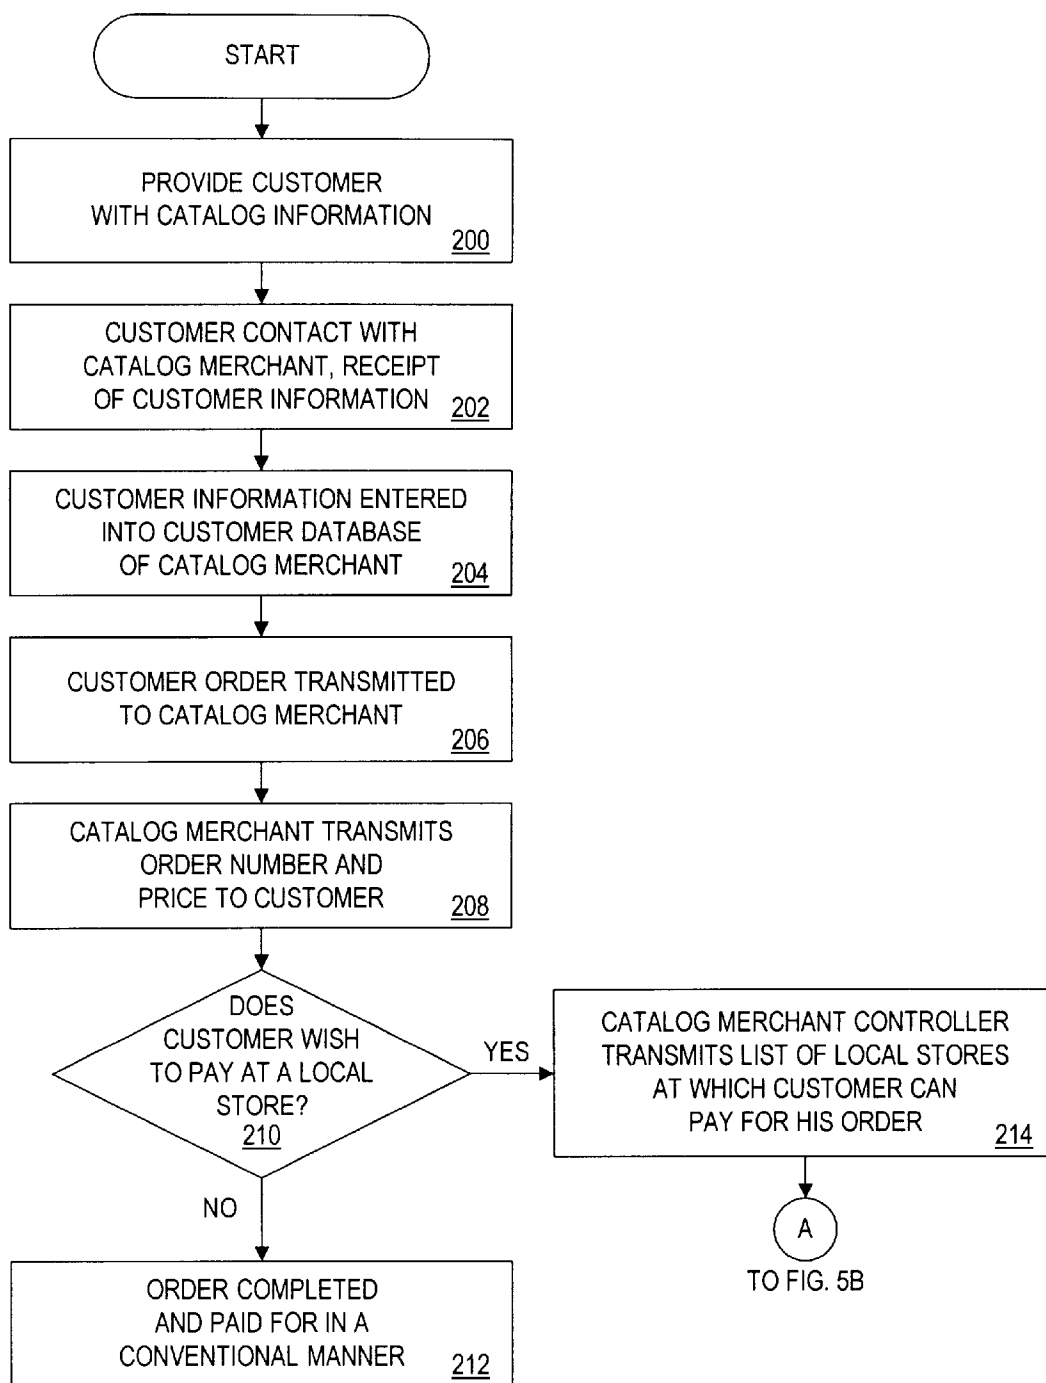 START
PROVIDE CUSTOMER
WITH CATALOG INFORMATION
200
CUSTOMER CONTACT WITH
CATALOG MERCHANT, RECEIPT
OF CUSTOMER INFORMATION
202
CUSTOMER INFORMATION ENTERED
INTO CUSTOMER DATABASE
OF CATALOG MERCHANT
204
CUSTOMER ORDER TRANSMITTED
TO CATALOG MERCHANT
206
CATALOG MERCHANT TRANSMITS
ORDER NUMBER AND
PRICE TO CUSTOMER
208
DOES
CUSTOMER WISH
TO PAY AT A LOCAL
STORE?
210
YES
CATALOG MERCHANT CONTROLLER
TRANSMITS LIST OF LOCAL STORES
AT WHICH CUSTOMER CAN
PAY FOR HIS ORDER
214
A
TO FIG. 5B
NO
ORDER COMPLETED
AND PAID FOR IN A
CONVENTIONAL MANNER
212